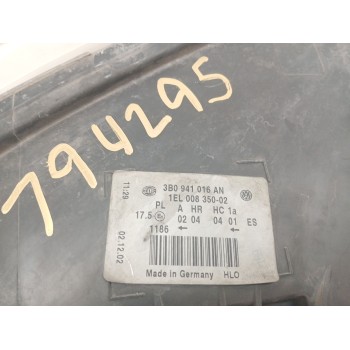 794295
3B0 941 016 AN
1EL 008 350-02
PL A HR HC 1a
17.5 02 04 04 01 ES
1186 ← ←
Made in Germany HLO
11:29
02.12.02